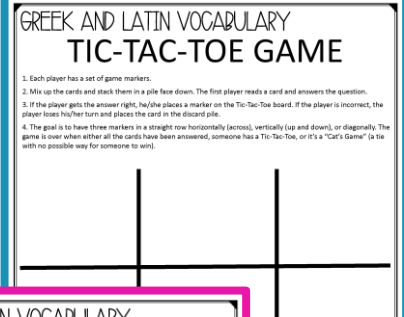 GREEK AND LATIN VOCABULARY
TIC-TAC-TOE GAME
1. Each player has a set of game markers.
2. Mix up the cards and stack them in a pile face down. The first player reads a card and answers the question.
3. If the player gets the answer right, he/she places a marker on the Tic-Tac-Toe board. If the player is incorrect, the
player loses his/her turn and places the card in the discard pile.
4. The goal is to have three markers in a straight row horizontally (across), vertically (up and down), or diagonally. The
game is over when either all the cards have been answered, someone has a Tic-Tac-Toe, or it's a "Cat's Game" (a tie
with no possible way for someone to win).
VOCABULARY